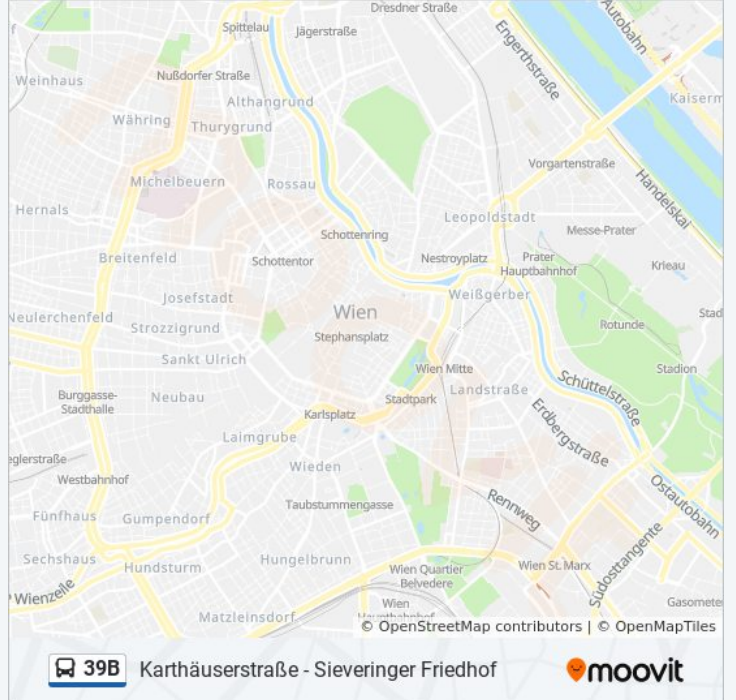 Dresdner Straße
Autobahn
Spittelau
Jägerstraße
Engerthstraße
Weinhaus
Nußdorfer Straße
Althangrund
Kaiserm
Währing
Thurygrund
Vorgartenstraße
Michelbeuern
Rossau
Handelskai
Hernals
Leopoldstadt
Schottenring
Messe-Prater
Breitenfeld
Schottentor
Nestroyplatz
Prater
Hauptbahnhof
Krieau
Josefstadt
Weißgerber
Neulerchenfeld
Strozzigrund
Wien
Stephansplatz
Rotunde
Stad
Sankt Ulrich
Wien Mitte
Stadion
Burggasse-
Stadthalle
Neubau
Landstraße
Schüttelstraße
Stadtpark
Karlsplatz
Erdbergstraße
Laimgrube
eglerstraße
Wieden
Westbahnhof
Ostautobahn
Taubstummengasse
Rennweg
Fünfhaus
Gumpendorf
Südosttangente
Sechshaus
Hundsturm
Hungelbrunn
Wien Quartier
Belvedere
Wien St. Marx
Wienzeile
Wien
Hauptbahnhof
Gasomete
Matzleinsdorf
© OpenStreetMap contributors | © OpenMapTiles
39B Karthäuserstraße - Sieveringer Friedhof
moovit